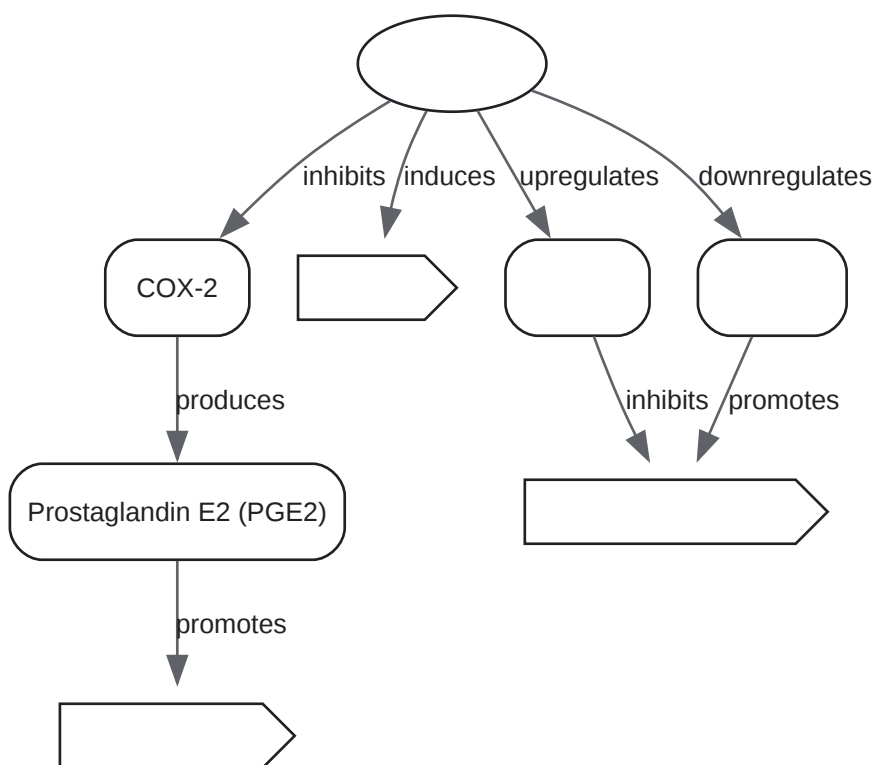 inhibits
induces
upregulates
downregulates
COX-2
produces
inhibits
promotes
Prostaglandin E2 (PGE2)
promotes